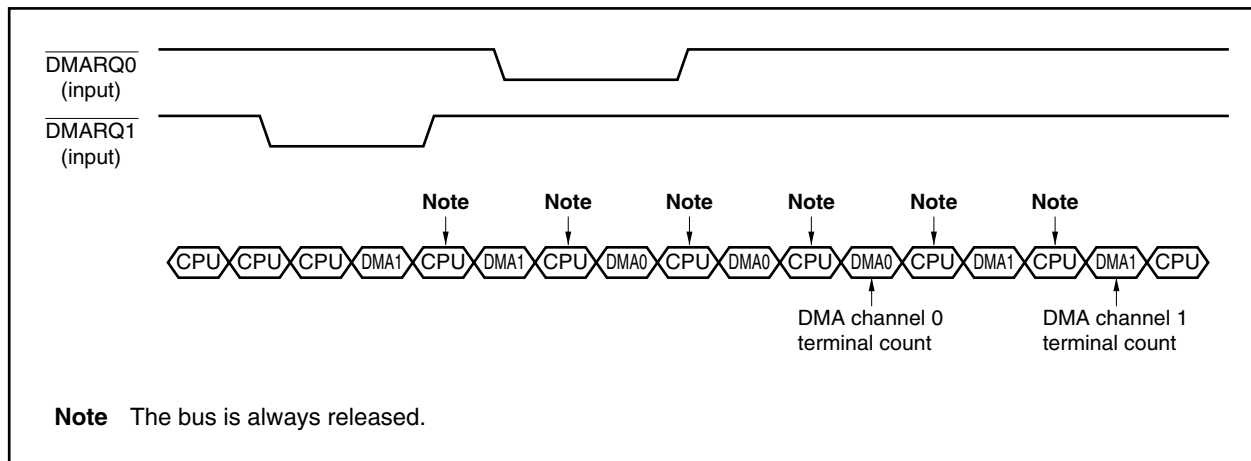 DMARQ0
(input)
DMARQ1
(input)
Note Note Note Note Note Note
CPU CPU CPU DMA1 CPU DMA1 CPU DMA0 CPU DMA0 CPU DMA0 CPU DMA1 CPU DMA1 CPU
DMA channel 0
terminal count
DMA channel 1
terminal count
Note The bus is always released.